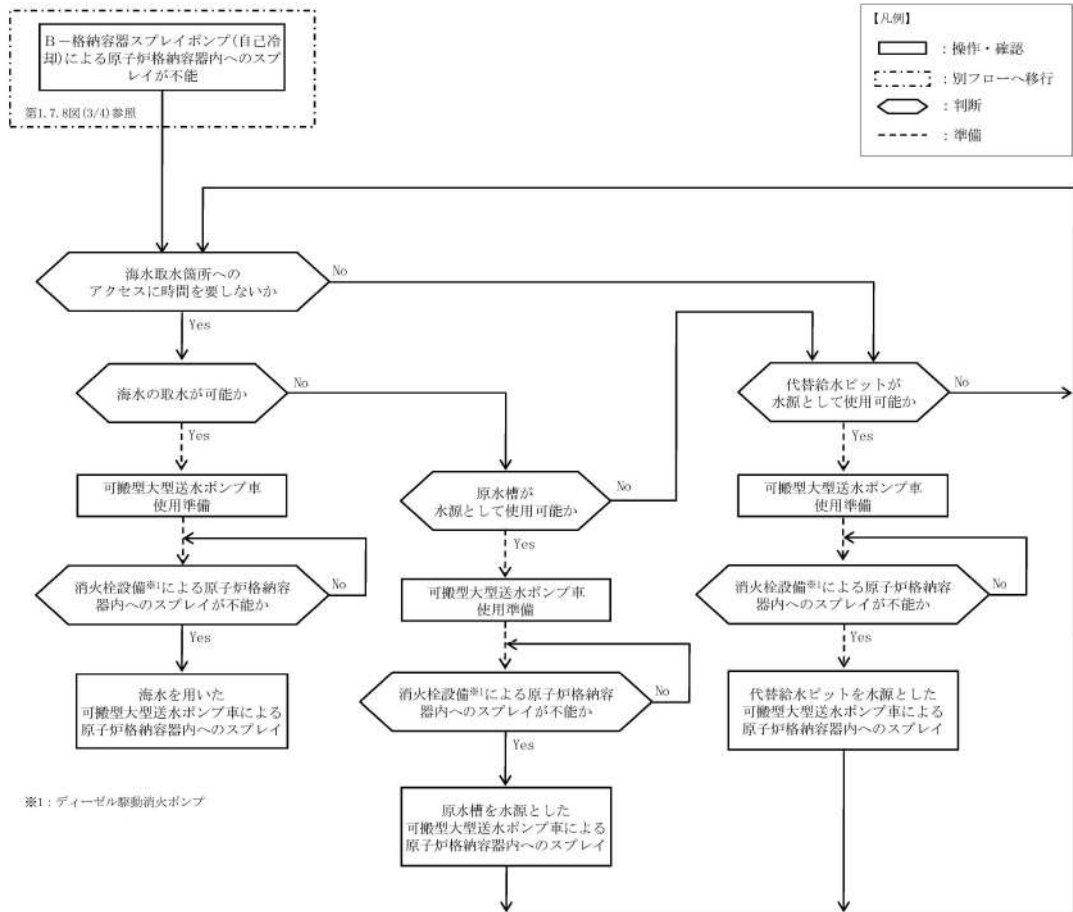 B－格納容器スプレイポンプ(自己冷
却)による原子炉格納容器内へのスプ
レイが不能
第1.7.8図(3/4)参照
【凡例】
：操作・確認
：別フローへ移行
：判断
：準備
海水取水箇所への
アクセスに時間を要しないか
No
Yes
海水の取水が可能か
No
Yes
可搬型大型送水ポンプ車
使用準備
消火栓設備※1による原子炉格納容
器内へのスプレイが不能か
No
Yes
海水を用いた
可搬型大型送水ポンプ車による
原子炉格納容器内へのスプレイ
原水槽が
水源として使用可能か
No
Yes
可搬型大型送水ポンプ車
使用準備
消火栓設備※1による原子炉格納容
器内へのスプレイが不能か
No
Yes
原水槽を水源とした
可搬型大型送水ポンプ車による
原子炉格納容器内へのスプレイ
代替給水ピットが
水源として使用可能か
No
Yes
可搬型大型送水ポンプ車
使用準備
消火栓設備※1による原子炉格納容
器内へのスプレイが不能か
No
Yes
代替給水ピットを水源とした
可搬型大型送水ポンプ車による
原子炉格納容器内へのスプレイ
※1：ディーゼル駆動消火ポンプ